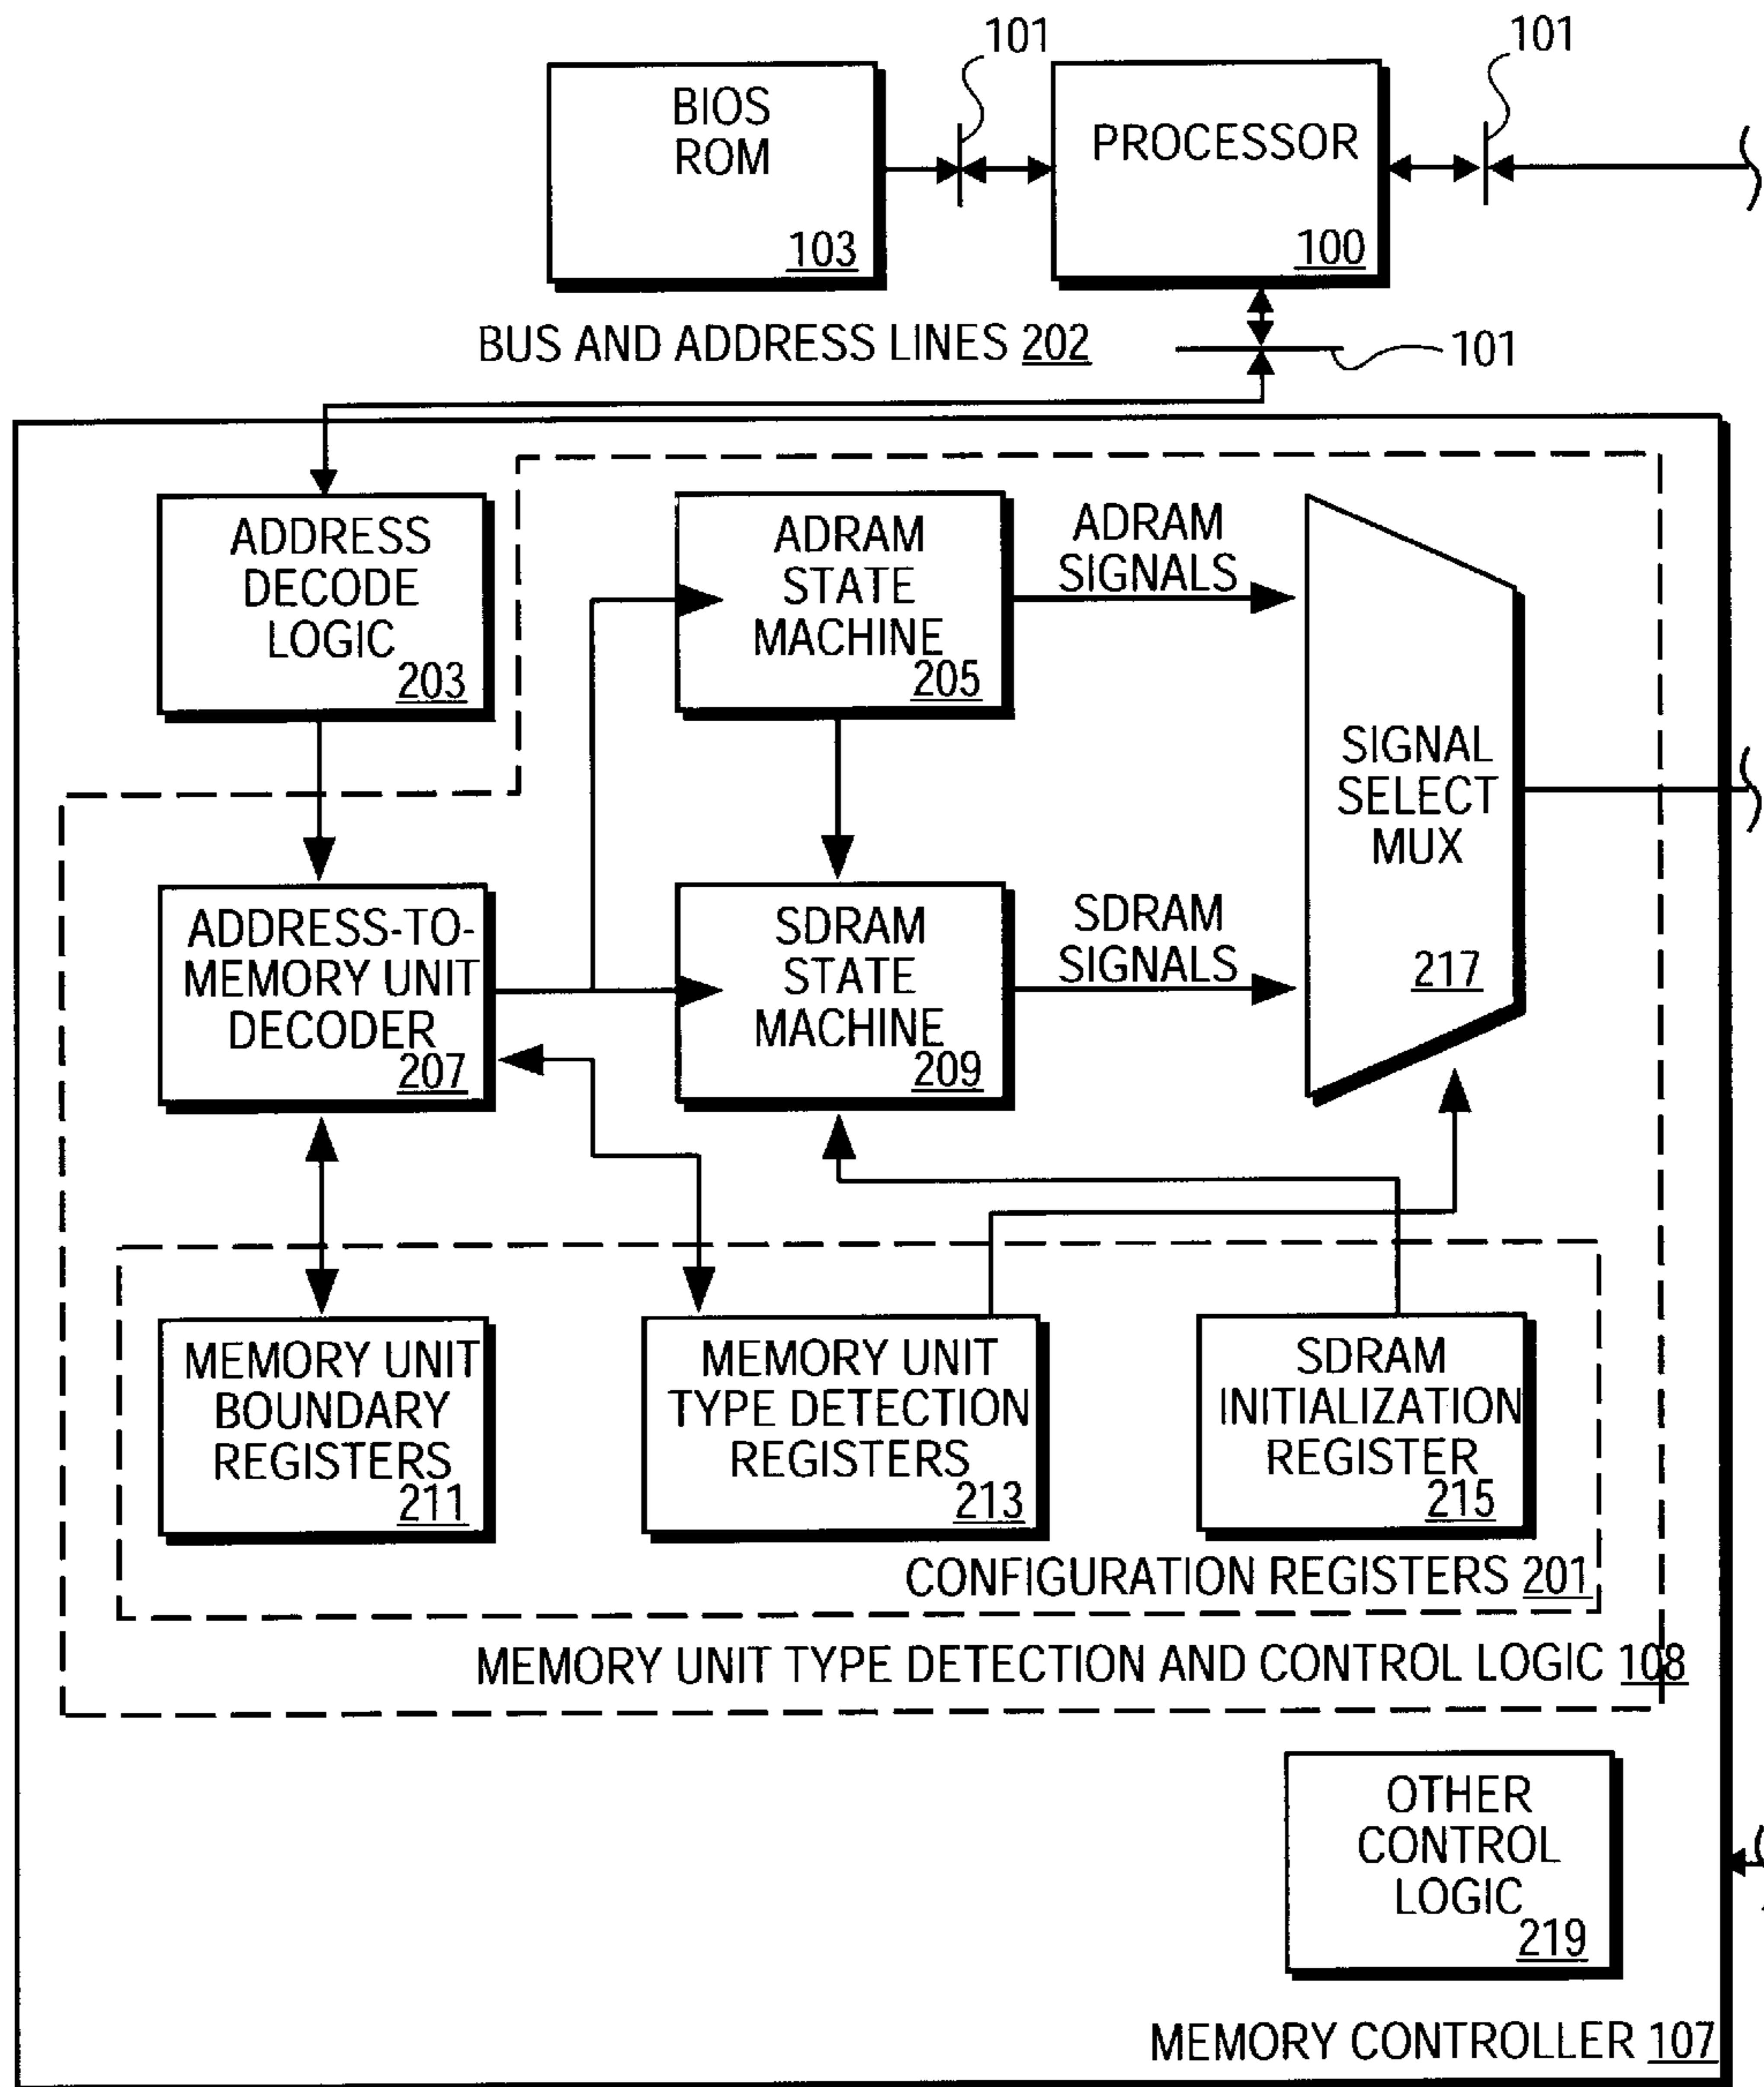 101
101
BIOS
ROM
103
PROCESSOR
100
BUS AND ADDRESS LINES 202
101
ADDRESS
DECODE
LOGIC
203
ADRAM
STATE
MACHINE
205
ADRAM
SIGNALS
SIGNAL
SELECT
MUX
217
ADDRESS-TO-
MEMORY UNIT
DECODER
207
SDRAM
STATE
MACHINE
209
SDRAM
SIGNALS
MEMORY UNIT
BOUNDARY
REGISTERS
211
MEMORY UNIT
TYPE DETECTION
REGISTERS
213
SDRAM
INITIALIZATION
REGISTER
215
CONFIGURATION REGISTERS 201
MEMORY UNIT TYPE DETECTION AND CONTROL LOGIC 108
OTHER
CONTROL
LOGIC
219
MEMORY CONTROLLER 107